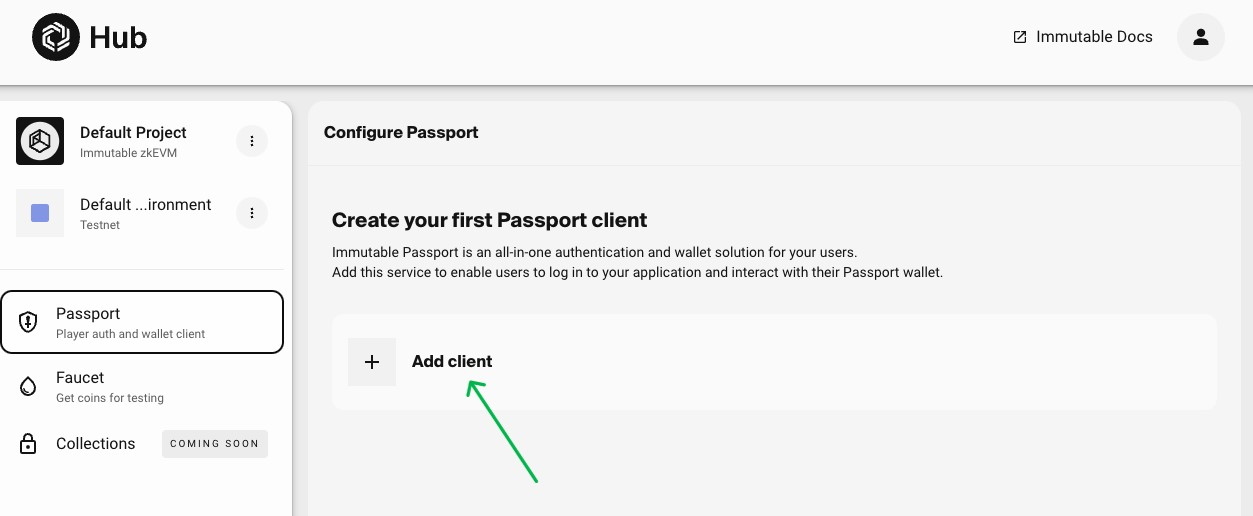 Hub
Immutable Docs
Default Project
Immutable zkEVM
Default ...ironment
Testnet
Passport
Player auth and wallet client
Faucet
Get coins for testing
Collections
COMING SOON
Configure Passport
Create your first Passport client
Immutable Passport is an all-in-one authentication and wallet solution for your users.
Add this service to enable users to log in to your application and interact with their Passport wallet.
Add client